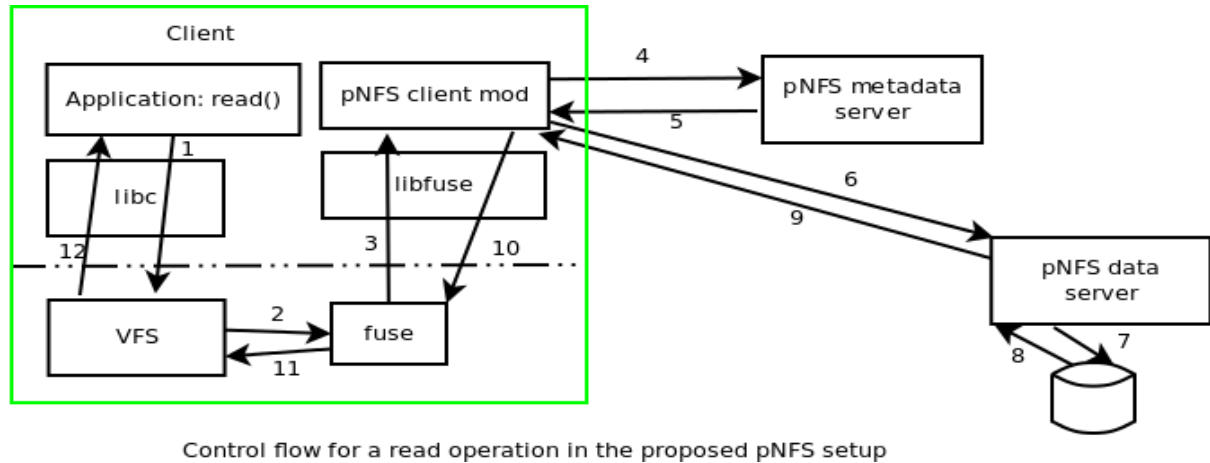 Client
Application: read()
pNFS client mod
pNFS metadata
server
4
5
1
libc
libfuse
6
9
12
3
10
pNFS data
server
VFS
2
11
fuse
8
7
Control flow for a read operation in the proposed pNFS setup